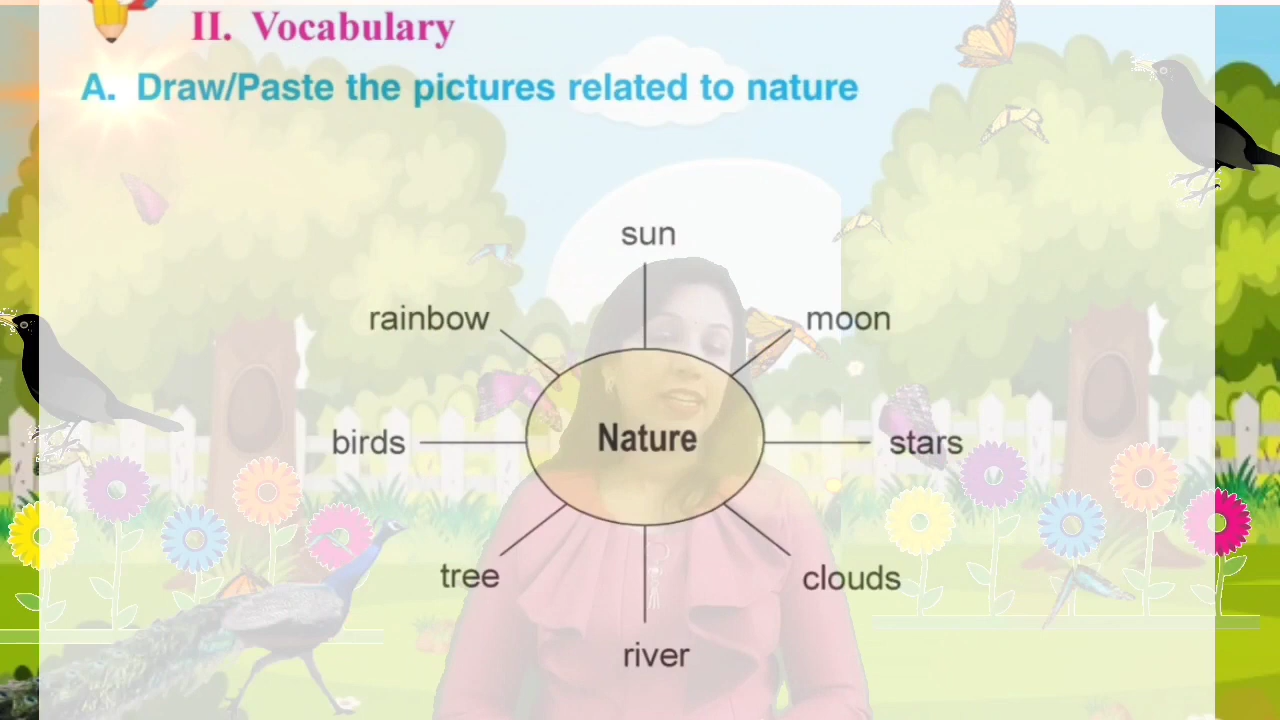 II. Vocabulary
A. Draw/Paste the pictures related to nature
sun
rainbow
moon
birds
Nature
stars
tree
clouds
river